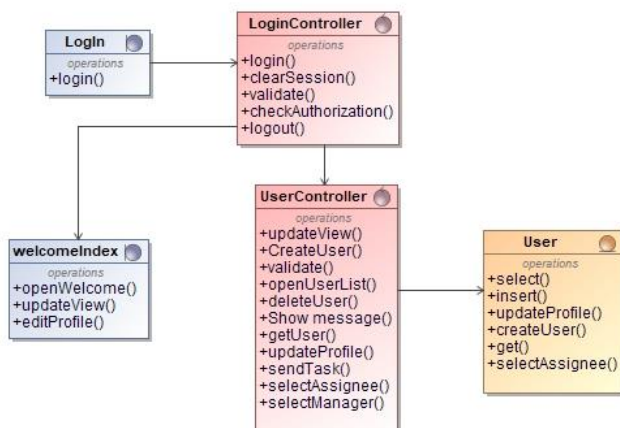 LogIn
operations
+login()
LoginController
operations
+login()
+clearSession()
+validate()
+checkAuthorization()
+logout()
welcomeIndex
operations
+openWelcome()
+updateView()
+editProfile()
UserController
operations
+updateView()
+CreateUser()
+validate()
+openUserList()
+deleteUser()
+Show message()
+getUser()
+updateProfile()
+sendTask()
+selectAssignee()
+selectManager()
User
operations
+select()
+insert()
+updateProfile()
+createUser()
+get()
+selectAssignee()